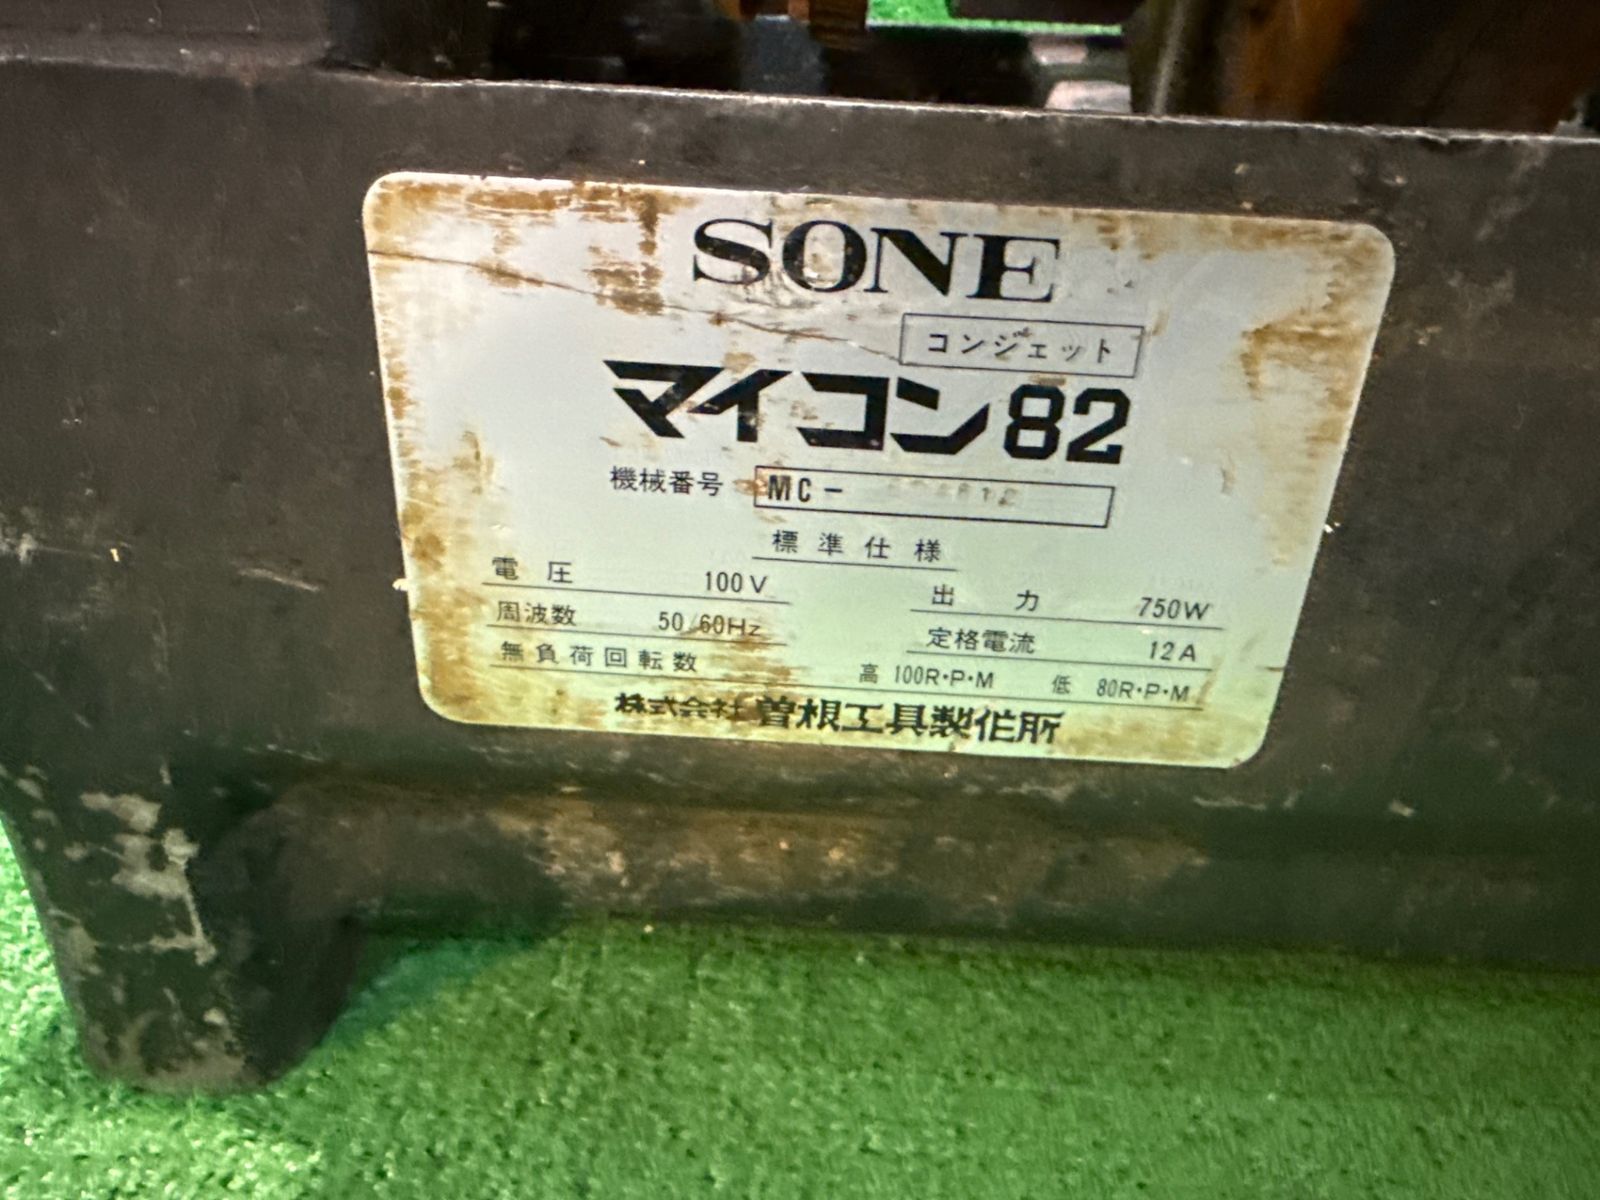 SONE
コンジェット
マイコン82
機械番号 MC-
標準仕様
電圧 100V 出力 750W
周波数 50/60Hz 定格電流 12A
無負荷回転数 高 100R・P・M 低 80R・P・M
株式会社 曽根工具製作所